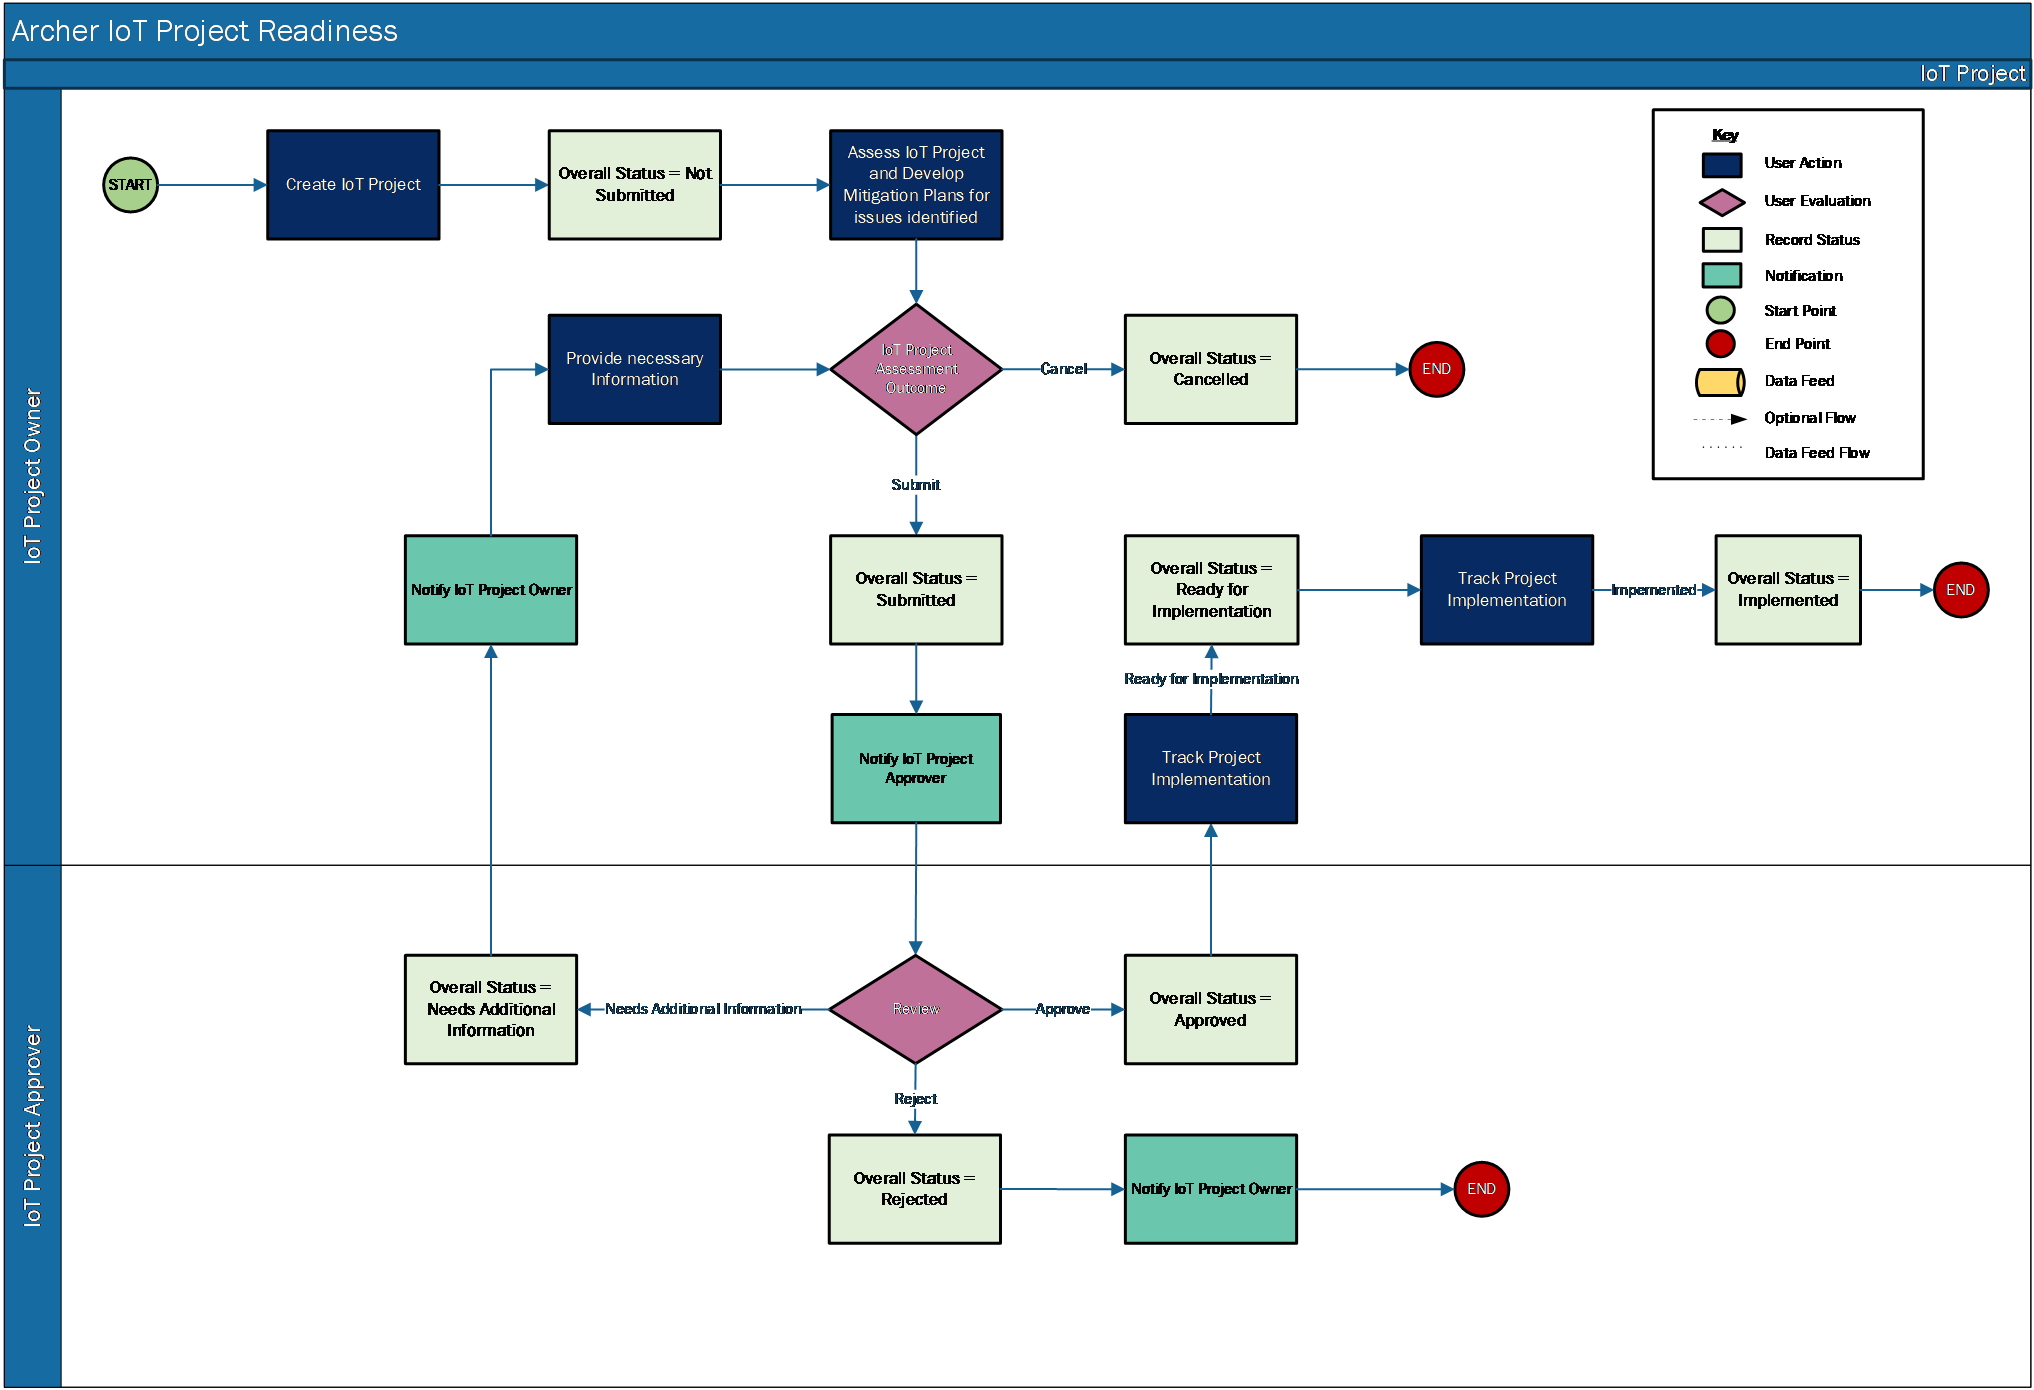 Archer IoT Project Readiness
IoT Project
IoT Project Owner
START
Create IoT Project
Overall Status = Not
Submitted
Assess IoT Project
and Develop
Mitigation Plans for
issues identified
Key
User Action
User Evaluation
Record Status
Notification
Start Point
End Point
Data Feed
Optional Flow
Data Feed Flow
Provide necessary
Information
IoT Project
Assessment
Outcome
Cancel
Overall Status =
Cancelled
END
Submit
Notify IoT Project Owner
Overall Status =
Submitted
Overall Status =
Ready for
Implementation
Track Project
Implementation
Impemented
Overall Status =
Implemented
END
Ready for Implementation
Notify IoT Project
Approver
Track Project
Implementation
IoT Project Approver
Overall Status =
Needs Additional
Information
Needs Additional Information
Review
Approve
Overall Status =
Approved
Reject
Overall Status =
Rejected
Notify IoT Project Owner
END